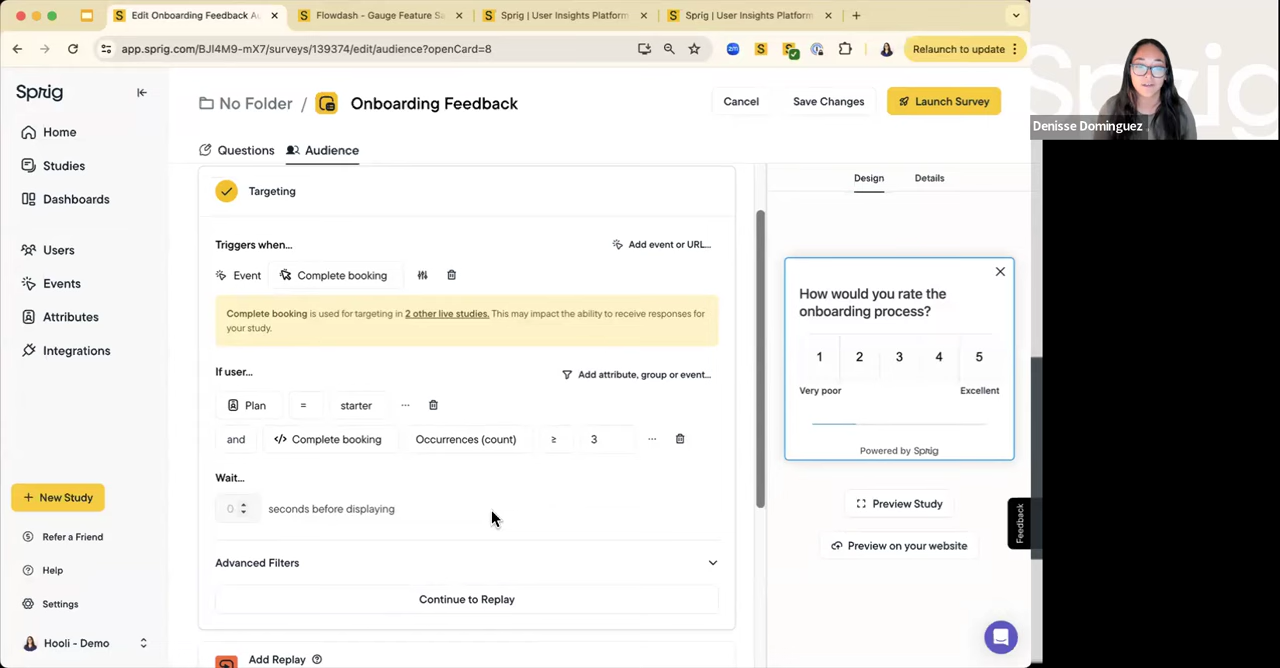 Edit Onboarding Feedback Au
Flowdash - Gauge Feature Sa
Sprig | User Insights Platform
Sprig | User Insights Platform
app.sprig.com/BJI4M9-mX7/surveys/139374/edit/audience?openCard=8
Relaunch to update
Sprig
No Folder / Onboarding Feedback
Cancel
Save Changes
Launch Survey
Denisse Dominguez
Home
Studies
Dashboards
Users
Events
Attributes
Integrations
New Study
Refer a Friend
Help
Settings
Hooli - Demo
Questions
Audience
Targeting
Triggers when...
Add event or URL...
Event
Complete booking
Complete booking is used for targeting in 2 other live studies. This may impact the ability to receive responses for
your study.
If user...
Add attribute, group or event...
Plan = starter
and Complete booking Occurrences (count) ≥ 3
Wait...
0 seconds before displaying
Advanced Filters
Continue to Replay
Add Replay
Design
Details
How would you rate the
onboarding process?
1 2 3 4 5
Very poor Excellent
Powered by Sprig
Preview Study
Preview on your website
Feedback